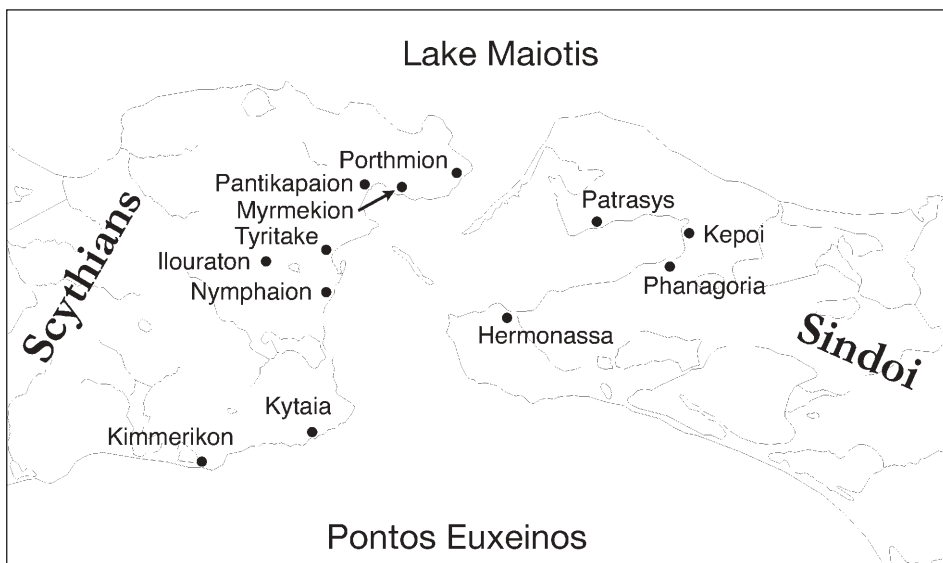 Lake Maiotis
Porthmion
Pantikapaion
Myrmekion
Tyritake
Ilouraton
Nymphaion
Scythians
Patrasys
Kepoi
Phanagoria
Hermonassa
Sindoi
Kytaia
Kimmerikon
Pontos Euxeinos